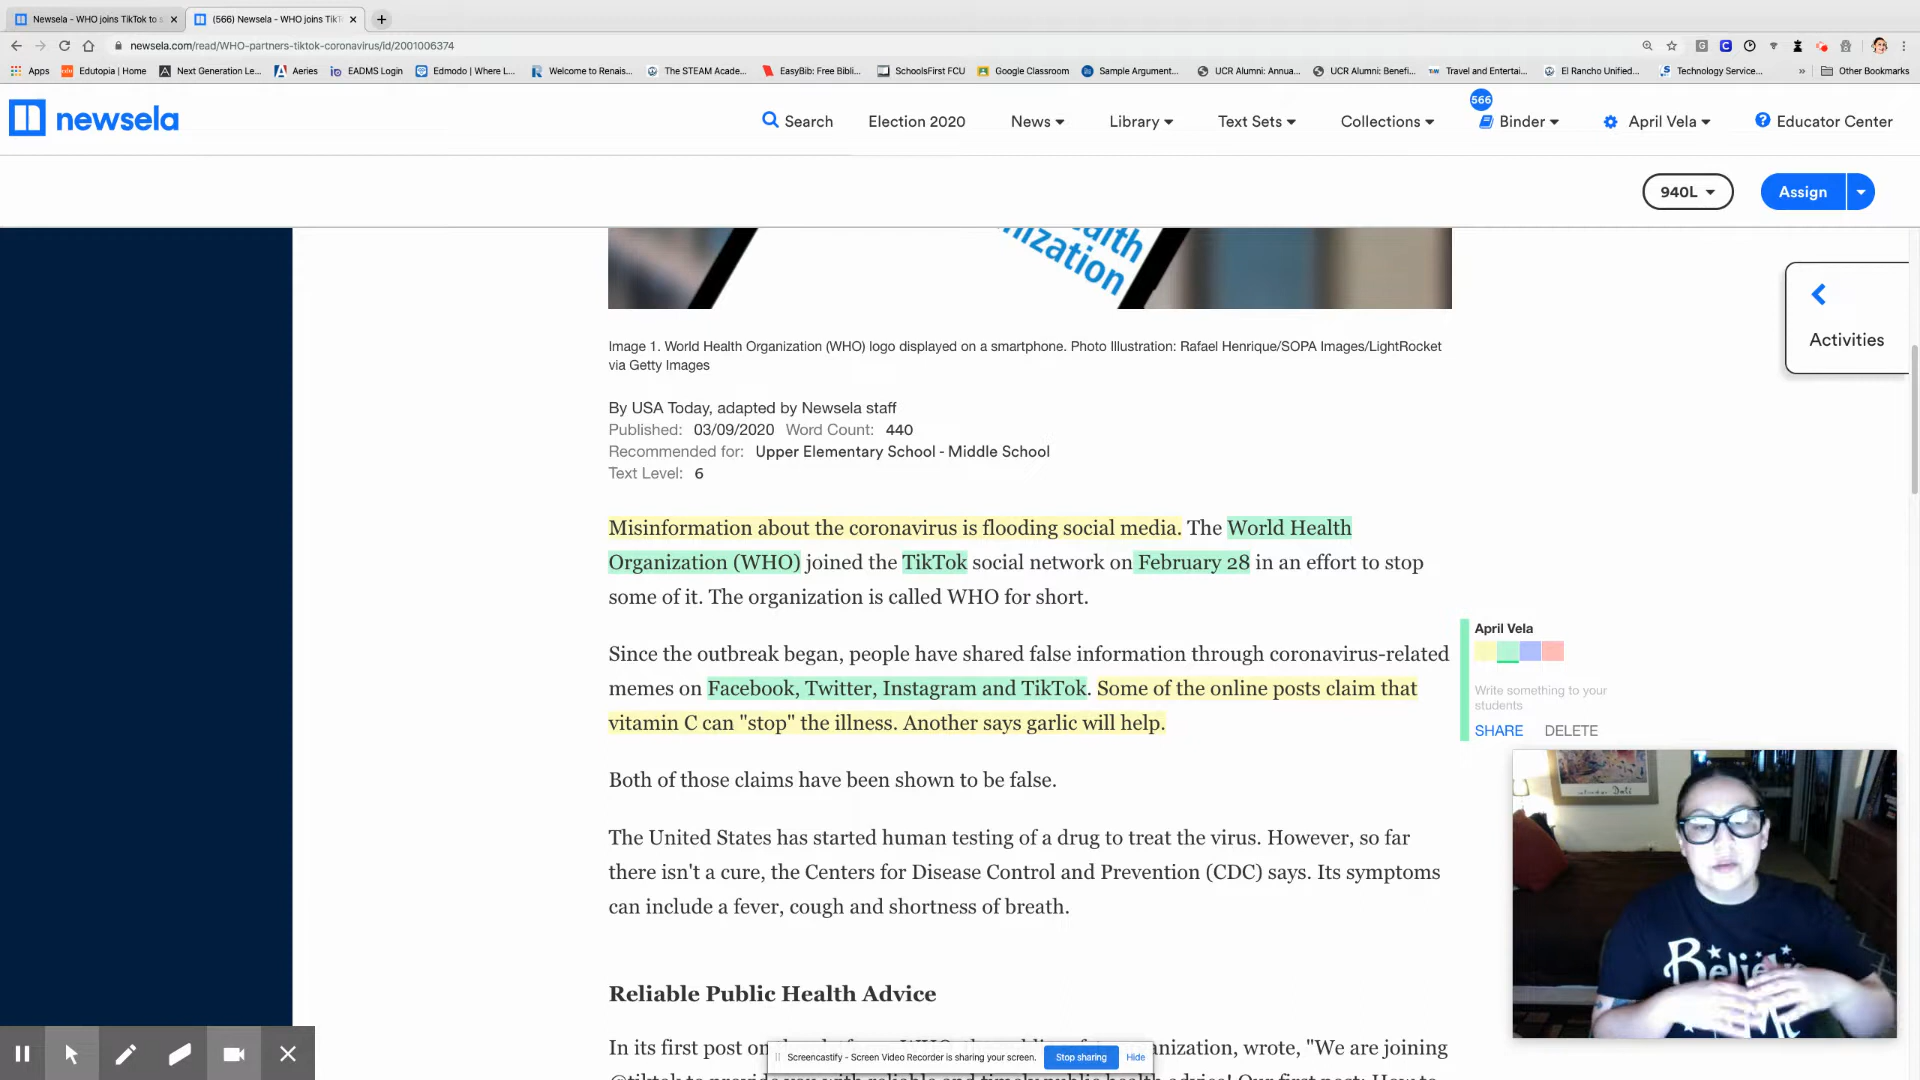 Newsela - WHO joins TikTok to s
(566) Newsela - WHO joins TikT
newsela.com/read/WHO-partners-tiktok-coronavirus/id/2001006374
Apps
Edutopia | Home
Next Generation Le...
Aeries
EADMS Login
Edmodo | Where L...
Welcome to Renais...
The STEAM Acade...
EasyBib: Free Bibli...
SchoolsFirst FCU
Google Classroom
Sample Argument...
UCR Alumni: Annua...
UCR Alumni: Benefi...
Travel and Entertai...
El Rancho Unified...
Technology Service...
Other Bookmarks
newsela
Search
Election 2020
News
Library
Text Sets
Collections
566
Binder
April Vela
Educator Center
940L
Assign
alth
nization
Activities
Image 1. World Health Organization (WHO) logo displayed on a smartphone. Photo Illustration: Rafael Henrique/SOPA Images/LightRocket
via Getty Images
By USA Today, adapted by Newsela staff
Published: 03/09/2020 Word Count: 440
Recommended for: Upper Elementary School - Middle School
Text Level: 6
Misinformation about the coronavirus is flooding social media. The World Health
Organization (WHO) joined the TikTok social network on February 28 in an effort to stop
some of it. The organization is called WHO for short.
Since the outbreak began, people have shared false information through coronavirus-related
memes on Facebook, Twitter, Instagram and TikTok. Some of the online posts claim that
vitamin C can "stop" the illness. Another says garlic will help.
April Vela
Write something to your
students
SHARE DELETE
Both of those claims have been shown to be false.
The United States has started human testing of a drug to treat the virus. However, so far
there isn't a cure, the Centers for Disease Control and Prevention (CDC) says. Its symptoms
can include a fever, cough and shortness of breath.
Dali
Believe
Reliable Public Health Advice
In its first post on
anization, wrote, "We are joining
Screencastify - Screen Video Recorder is sharing your screen.
Stop sharing
Hide